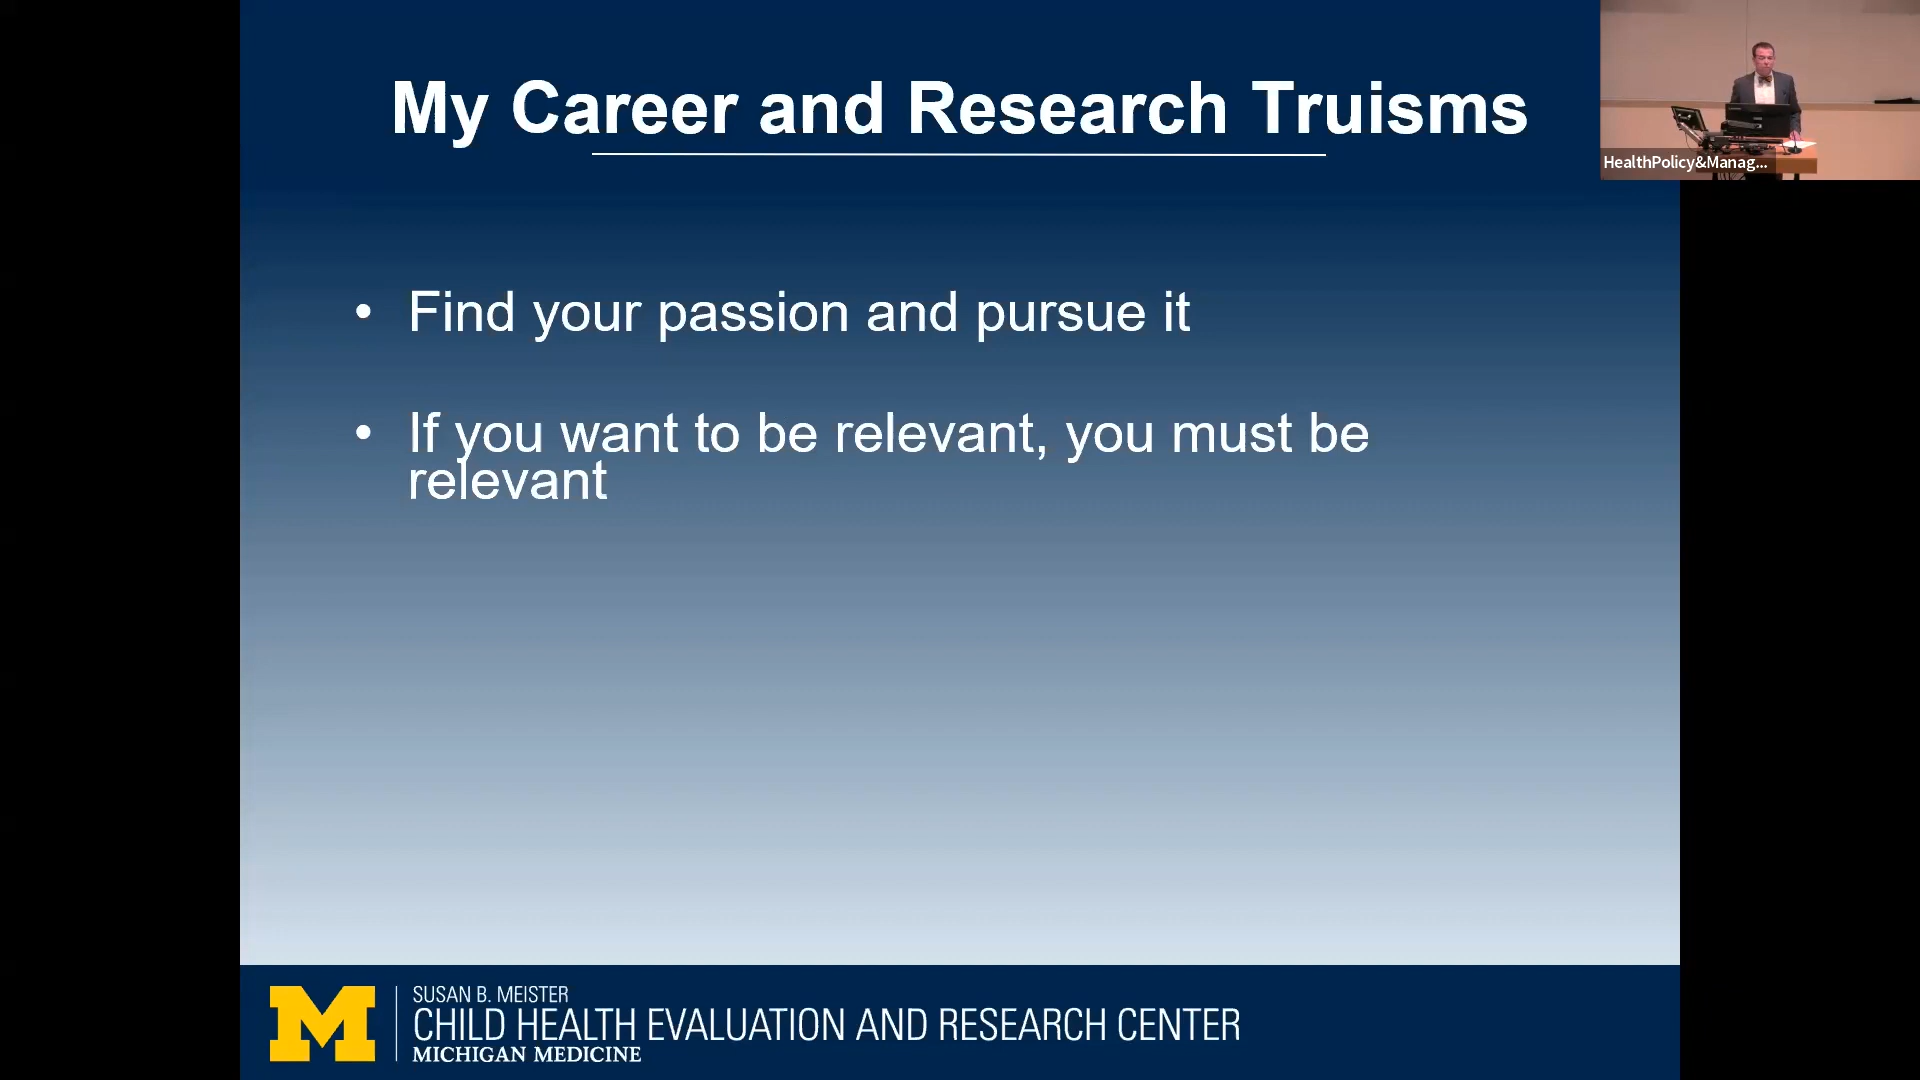 My Career and Research Truisms
HealthPolicy&Manag...
• Find your passion and pursue it
• If you want to be relevant, you must be
relevant
M
SUSAN B. MEISTER
CHILD HEALTH EVALUATION AND RESEARCH CENTER
MICHIGAN MEDICINE